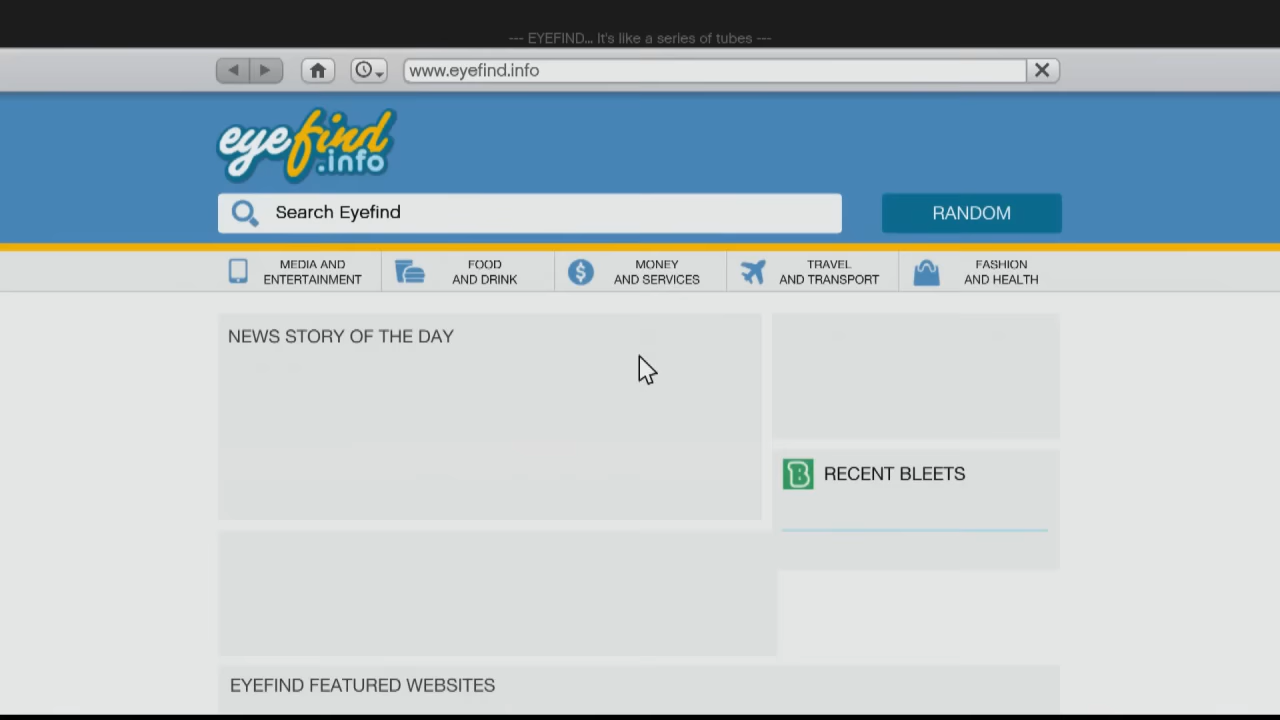 --- EYEFIND... It's like a series of tubes ---
www.eyefind.info
eyefind
.info
Search Eyefind
RANDOM
MEDIA AND
ENTERTAINMENT
FOOD
AND DRINK
MONEY
AND SERVICES
TRAVEL
AND TRANSPORT
FASHION
AND HEALTH
NEWS STORY OF THE DAY
B RECENT BLEETS
EYEFIND FEATURED WEBSITES